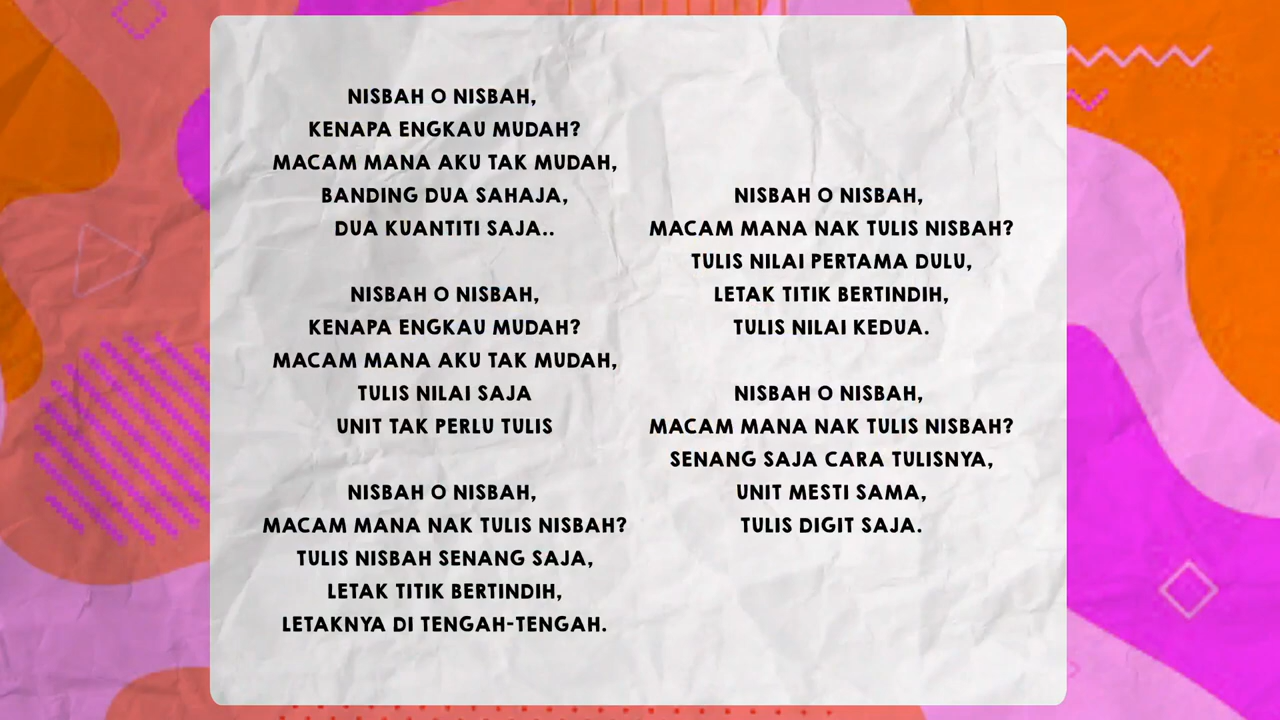 NISBAH O NISBAH,
KENAPA ENGKAU MUDAH?
MACAM MANA AKU TAK MUDAH,
BANDING DUA SAHAJA,
DUA KUANTITI SAJA..
NISBAH O NISBAH,
KENAPA ENGKAU MUDAH?
MACAM MANA AKU TAK MUDAH,
TULIS NILAI SAJA
UNIT TAK PERLU TULIS
NISBAH O NISBAH,
MACAM MANA NAK TULIS NISBAH?
TULIS NISBAH SENANG SAJA,
LETAK TITIK BERTINDIH,
LETAKNYA DI TENGAH-TENGAH.
NISBAH O NISBAH,
MACAM MANA NAK TULIS NISBAH?
TULIS NILAI PERTAMA DULU,
LETAK TITIK BERTINDIH,
TULIS NILAI KEDUA.
NISBAH O NISBAH,
MACAM MANA NAK TULIS NISBAH?
SENANG SAJA CARA TULISNYA,
UNIT MESTI SAMA,
TULIS DIGIT SAJA.